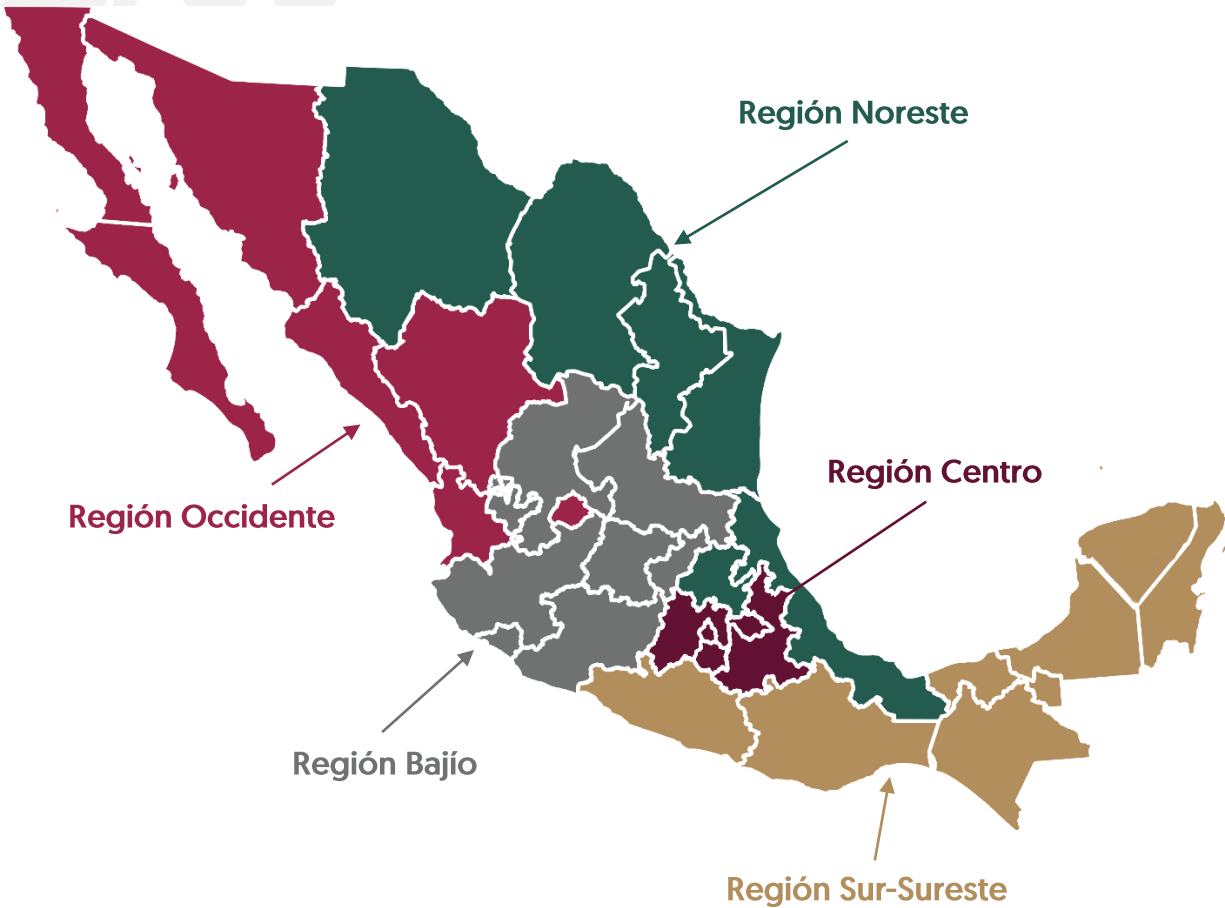 Región Noreste
Región Centro
Región Occidente
Región Bajío
Región Sur-Sureste